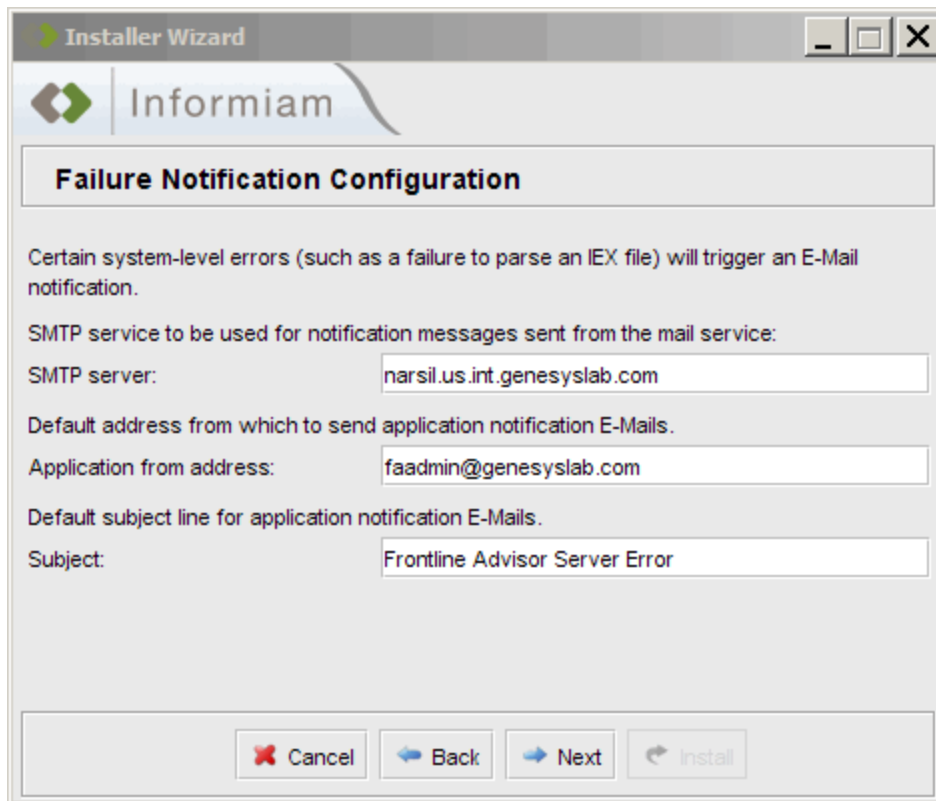 Installer Wizard
Informiam
Failure Notification Configuration
Certain system-level errors (such as a failure to parse an IEX file) will trigger an E-Mail
notification.
SMTP service to be used for notification messages sent from the mail service:
SMTP server: narsil.us.int.genesyslab.com
Default address from which to send application notification E-Mails.
Application from address: faadmin@genesyslab.com
Default subject line for application notification E-Mails.
Subject: Frontline Advisor Server Error
Cancel Back Next Install